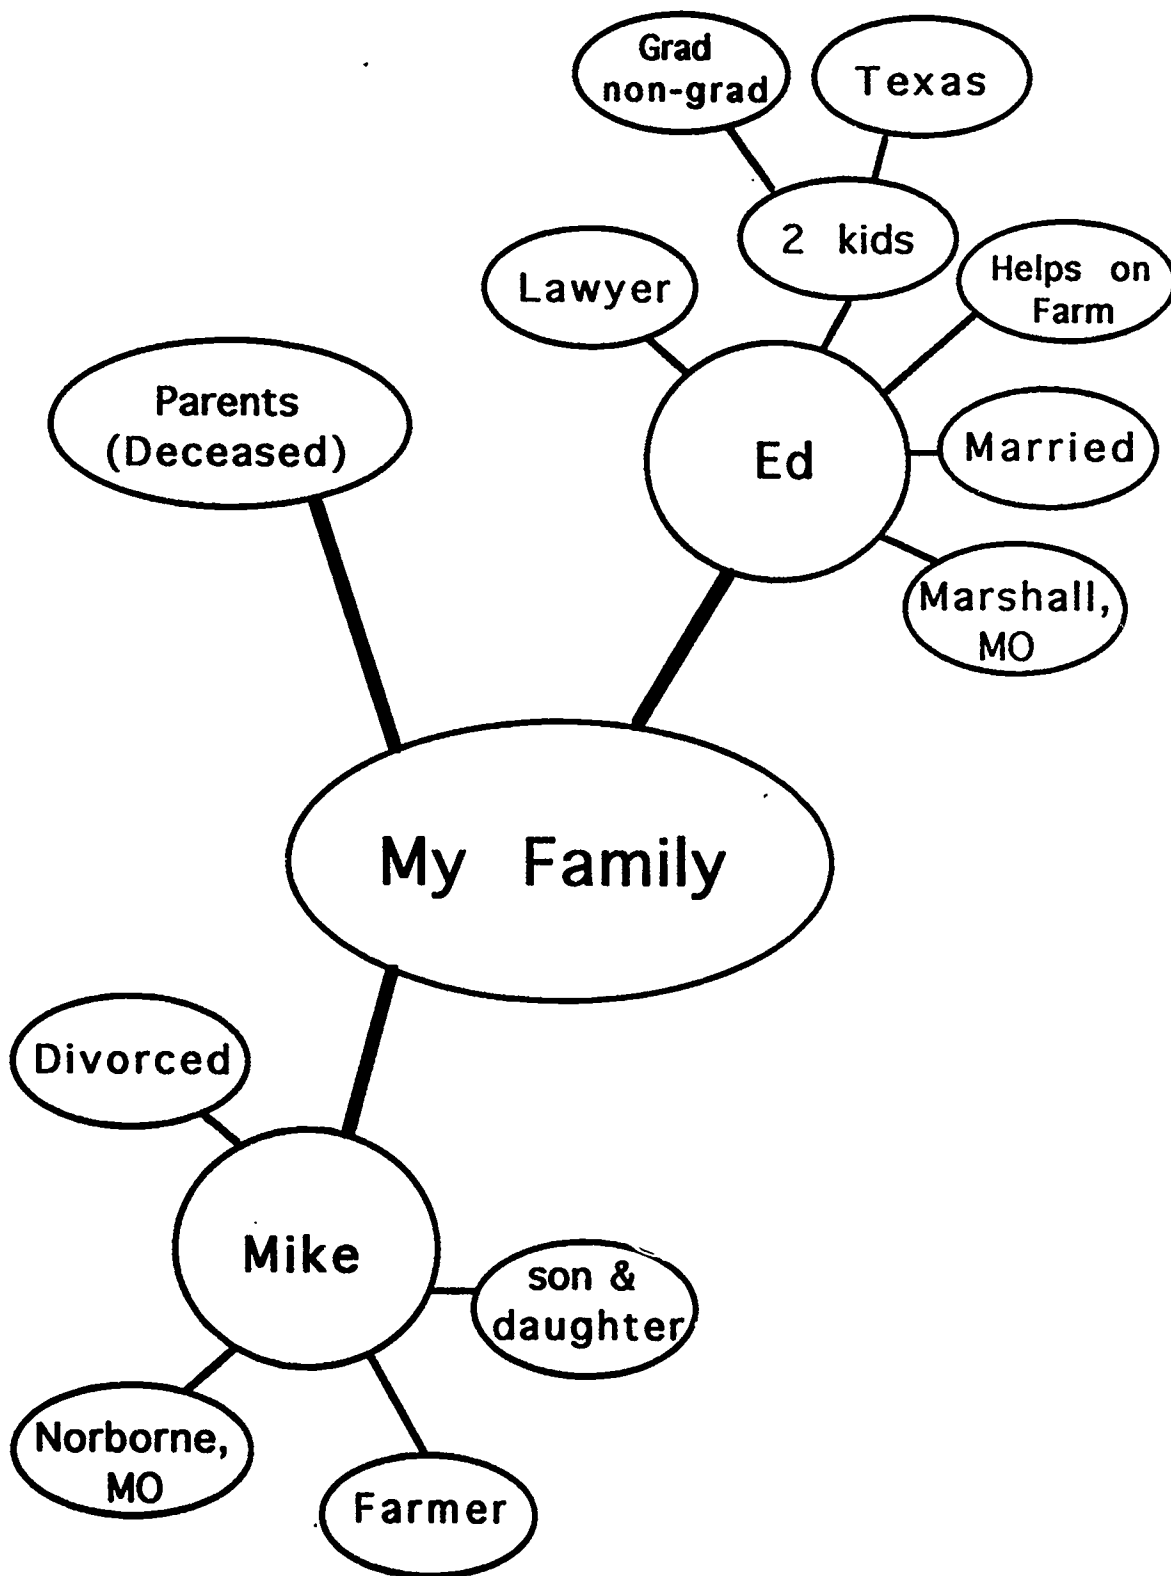 Grad
non-grad
Texas
2 kids
Lawyer
Helps on
Farm
Parents
(Deceased)
Ed
Married
Marshall,
MO
My Family
Divorced
Mike
son &
daughter
Norborne,
MO
Farmer